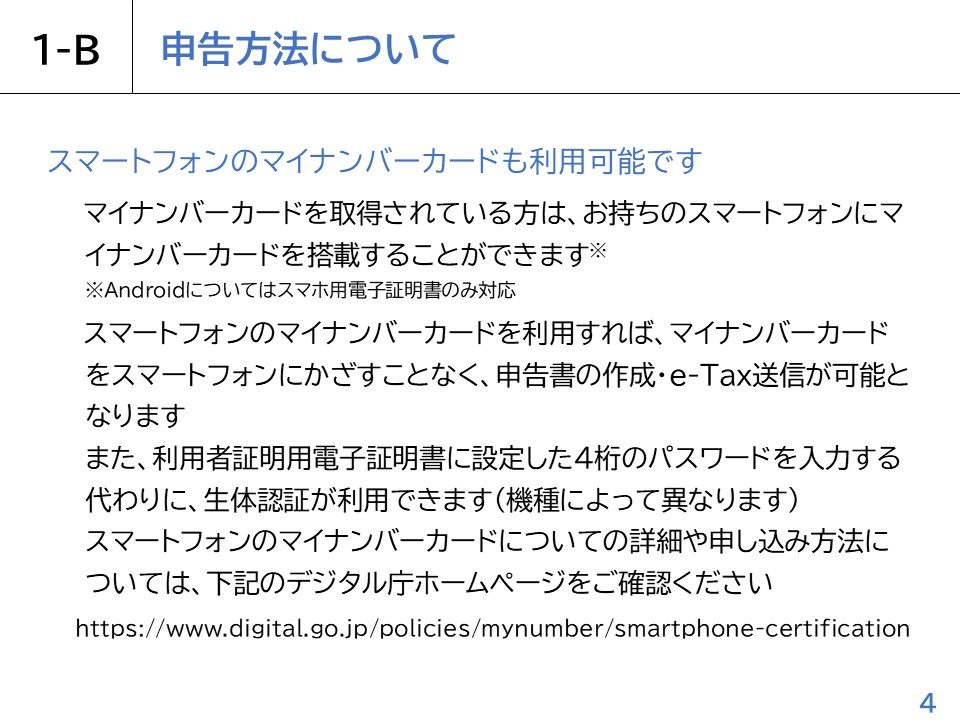 1-B
申告方法について
スマートフォンのマイナンバーカードも利用可能です
マイナンバーカードを取得されている方は、お持ちのスマートフォンにマ
イナンバーカードを搭載することができます※
※Androidについてはスマホ用電子証明書のみ対応
スマートフォンのマイナンバーカードを利用すれば、マイナンバーカード
をスマートフォンにかざすことなく、申告書の作成・e-Tax送信が可能と
なります
また、利用者証明用電子証明書に設定した4桁のパスワードを入力する
代わりに、生体認証が利用できます(機種によって異なります)
スマートフォンのマイナンバーカードについての詳細や申し込み方法に
ついては、下記のデジタル庁ホームページをご確認ください
https://www.digital.go.jp/policies/mynumber/smartphone-certification
4